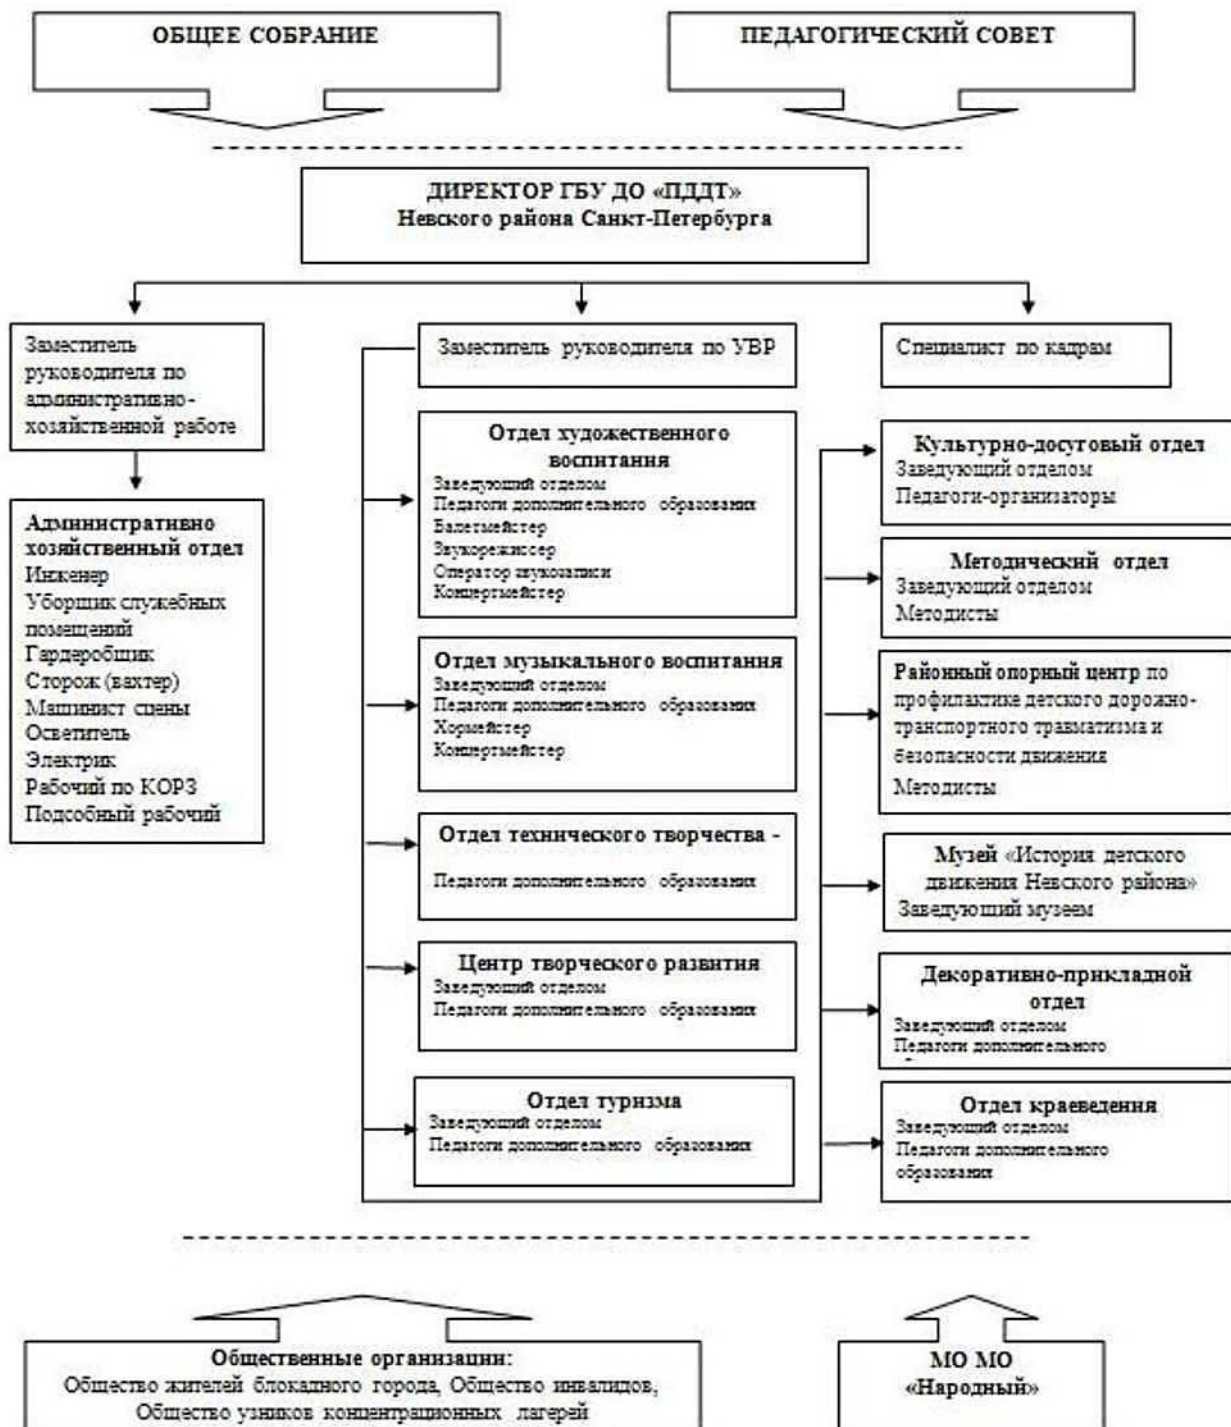 ОБЩЕЕ СОБРАНИЕ
ПЕДАГОГИЧЕСКИЙ СОВЕТ
ДИРЕКТОР ГБУ ДО «ПДДТ»
Невского района Санкт-Петербурга
Заместитель
руководителя по
административно-
хозяйственной работе
Административно
хозяйственный отдел
Инженер
Уборщик служебных
помещений
Гардеробщик
Сторож (вахтер)
Машинист сцены
Осветитель
Электрик
Рабочий по КОРЗ
Подсобный рабочий
Заместитель руководителя по УВР
Отдел художественного
воспитания
Заведующий отделом
Педагоги дополнительного образования
Балетмейстер
Звукорежиссер
Оператор звукозаписи
Концертмейстер
Отдел музыкального воспитания
Заведующий отделом
Педагоги дополнительного образования
Хормейстер
Концертмейстер
Отдел технического творчества -
Педагоги дополнительного образования
Центр творческого развития
Заведующий отделом
Педагоги дополнительного образования
Отдел туризма
Заведующий отделом
Педагоги дополнительного образования
Специалист по кадрам
Культурно-досуговый отдел
Заведующий отделом
Педагоги-организаторы
Методический отдел
Заведующий отделом
Методисты
Районный опорный центр по
профилактике детского дорожно-
транспортного травматизма и
безопасности движения
Методисты
Музей «История детского
движения Невского района»
Заведующий музеем
Декоративно-прикладной
отдел
Заведующий отделом
Педагоги дополнительного
Отдел краеведения
Заведующий отделом
Педагоги дополнительного
образования
Общественные организации:
Общество жителей блокадного города, Общество инвалидов,
Общество узников концентрационных лагерей
МО МО
«Народный»